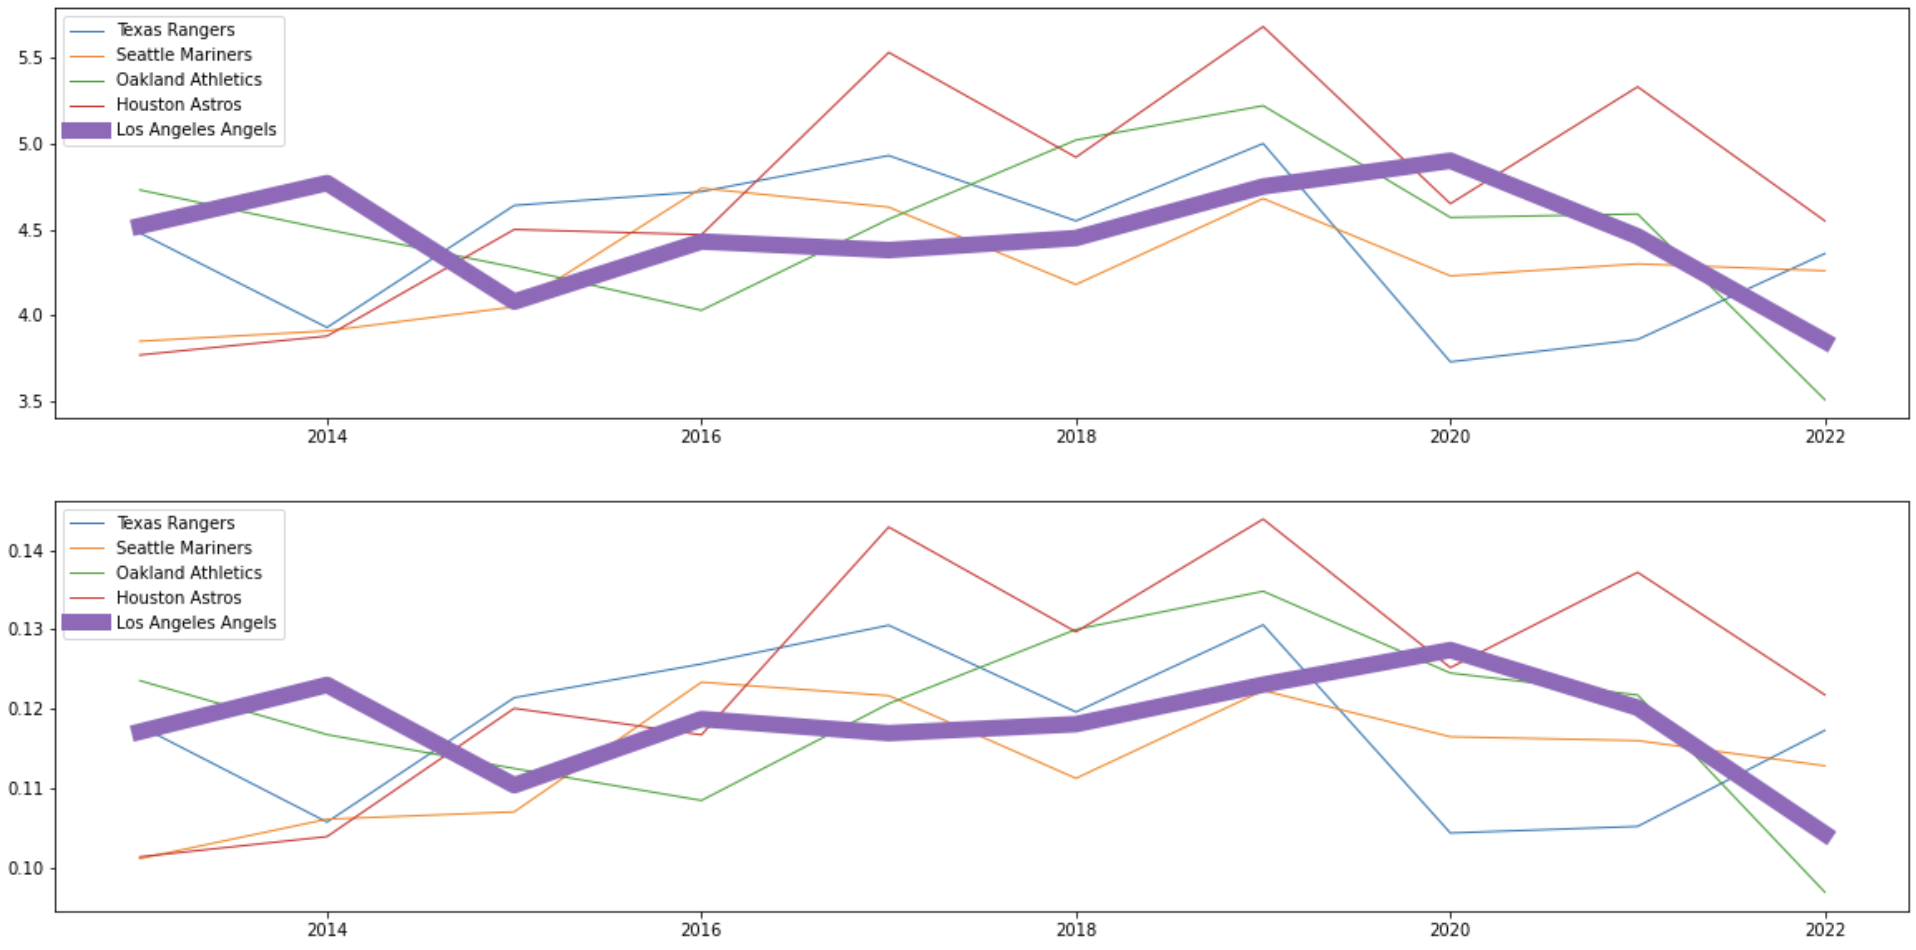 Texas Rangers
Seattle Mariners
Oakland Athletics
Houston Astros
Los Angeles Angels
5.5
5.0
4.5
4.0
3.5
2014 2016 2018 2020 2022
Texas Rangers
Seattle Mariners
Oakland Athletics
Houston Astros
Los Angeles Angels
0.14
0.13
0.12
0.11
0.10
2014 2016 2018 2020 2022